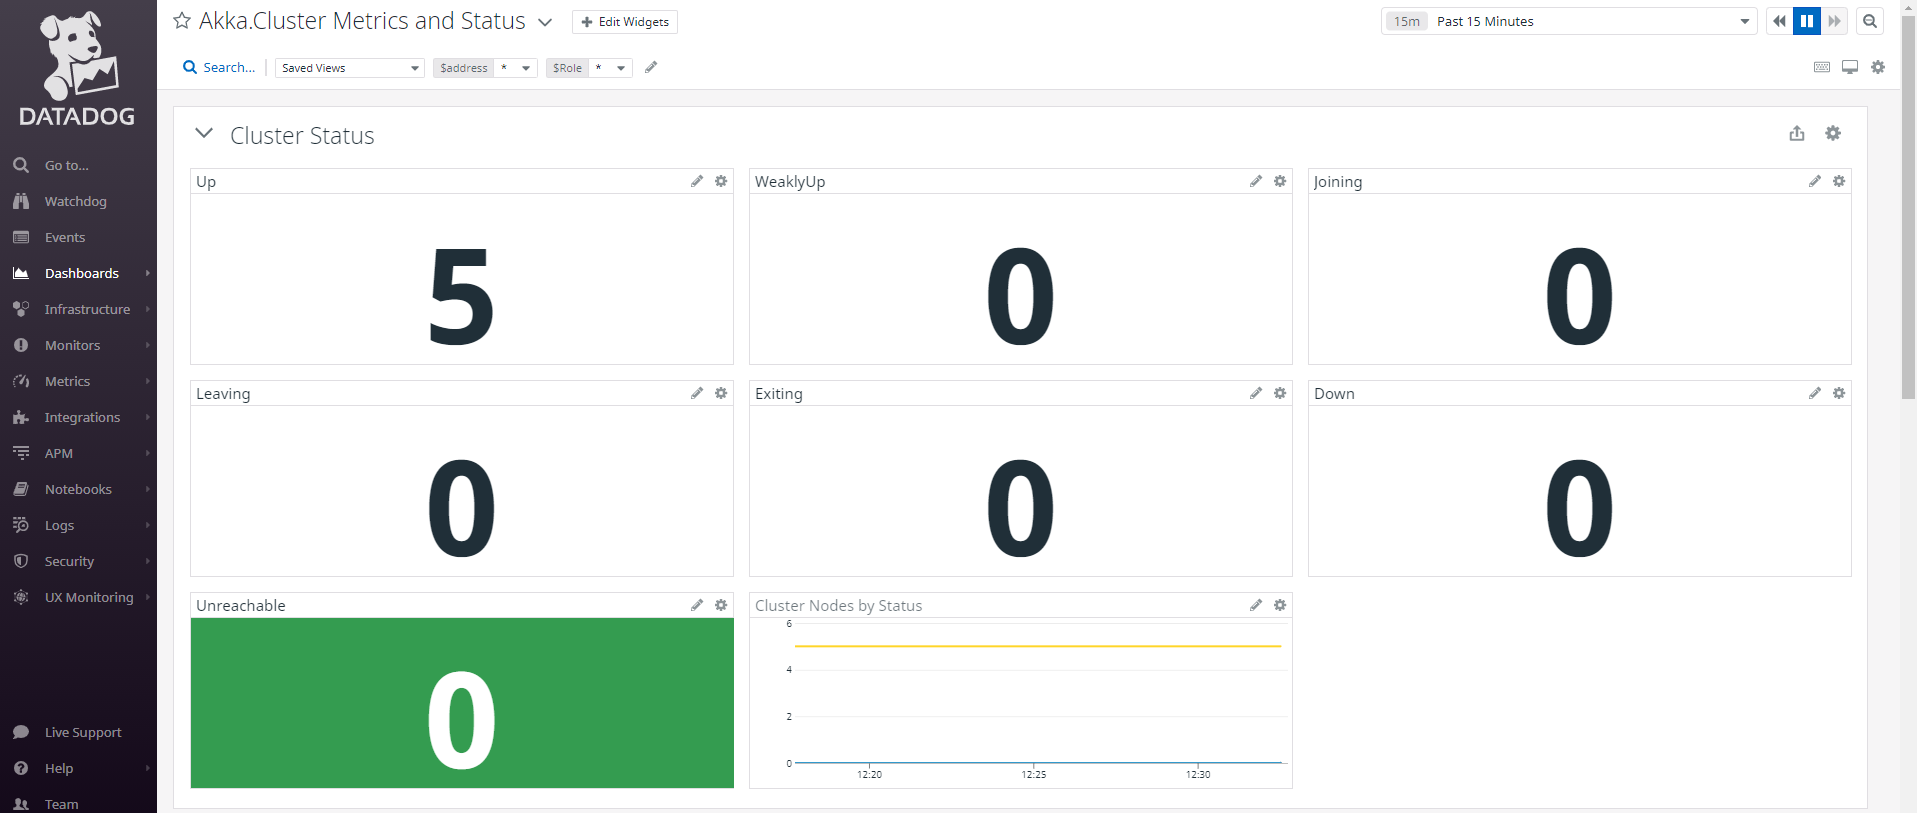 DATADOG
Go to...
Watchdog
Events
Dashboards
Infrastructure
Monitors
Metrics
Integrations
APM
Notebooks
Logs
Security
UX Monitoring
Live Support
Help
Team
Akka.Cluster Metrics and Status
Edit Widgets
15m Past 15 Minutes
Search...
Saved Views
$address *
$Role *
Cluster Status
Up
5
WeaklyUp
0
Joining
0
Leaving
0
Exiting
0
Down
0
Unreachable
0
Cluster Nodes by Status
6
4
2
0
12:20 12:25 12:30